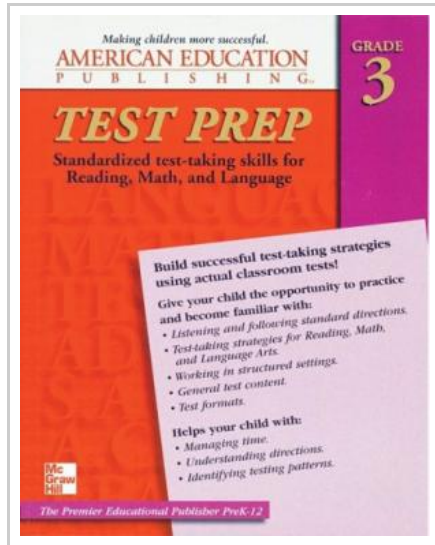 Making children more successful.
AMERICAN EDUCATION
PUBLISHING
GRADE
3
TEST PREP
Standardized test-taking skills for
Reading, Math, and Language
Build successful test-taking strategies
using actual classroom tests!
Give your child the opportunity to practice
and become familiar with:
• Listening and following standard directions.
• Test-taking strategies for Reading, Math,
and Language Arts.
• Working in structured settings.
• General test content.
• Test formats.
Helps your child with:
• Managing time.
• Understanding directions.
• Identifying testing patterns.
Mc
Graw
Hill
The Premier Educational Publisher PreK-12